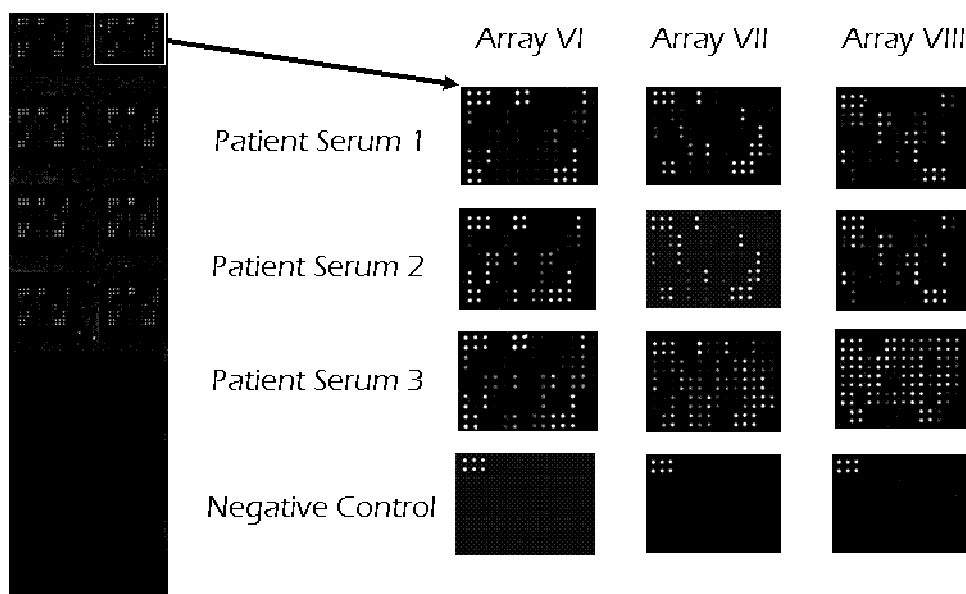 Array VI Array VII Array VIII
Patient Serum 1
Patient Serum 2
Patient Serum 3
Negative Control